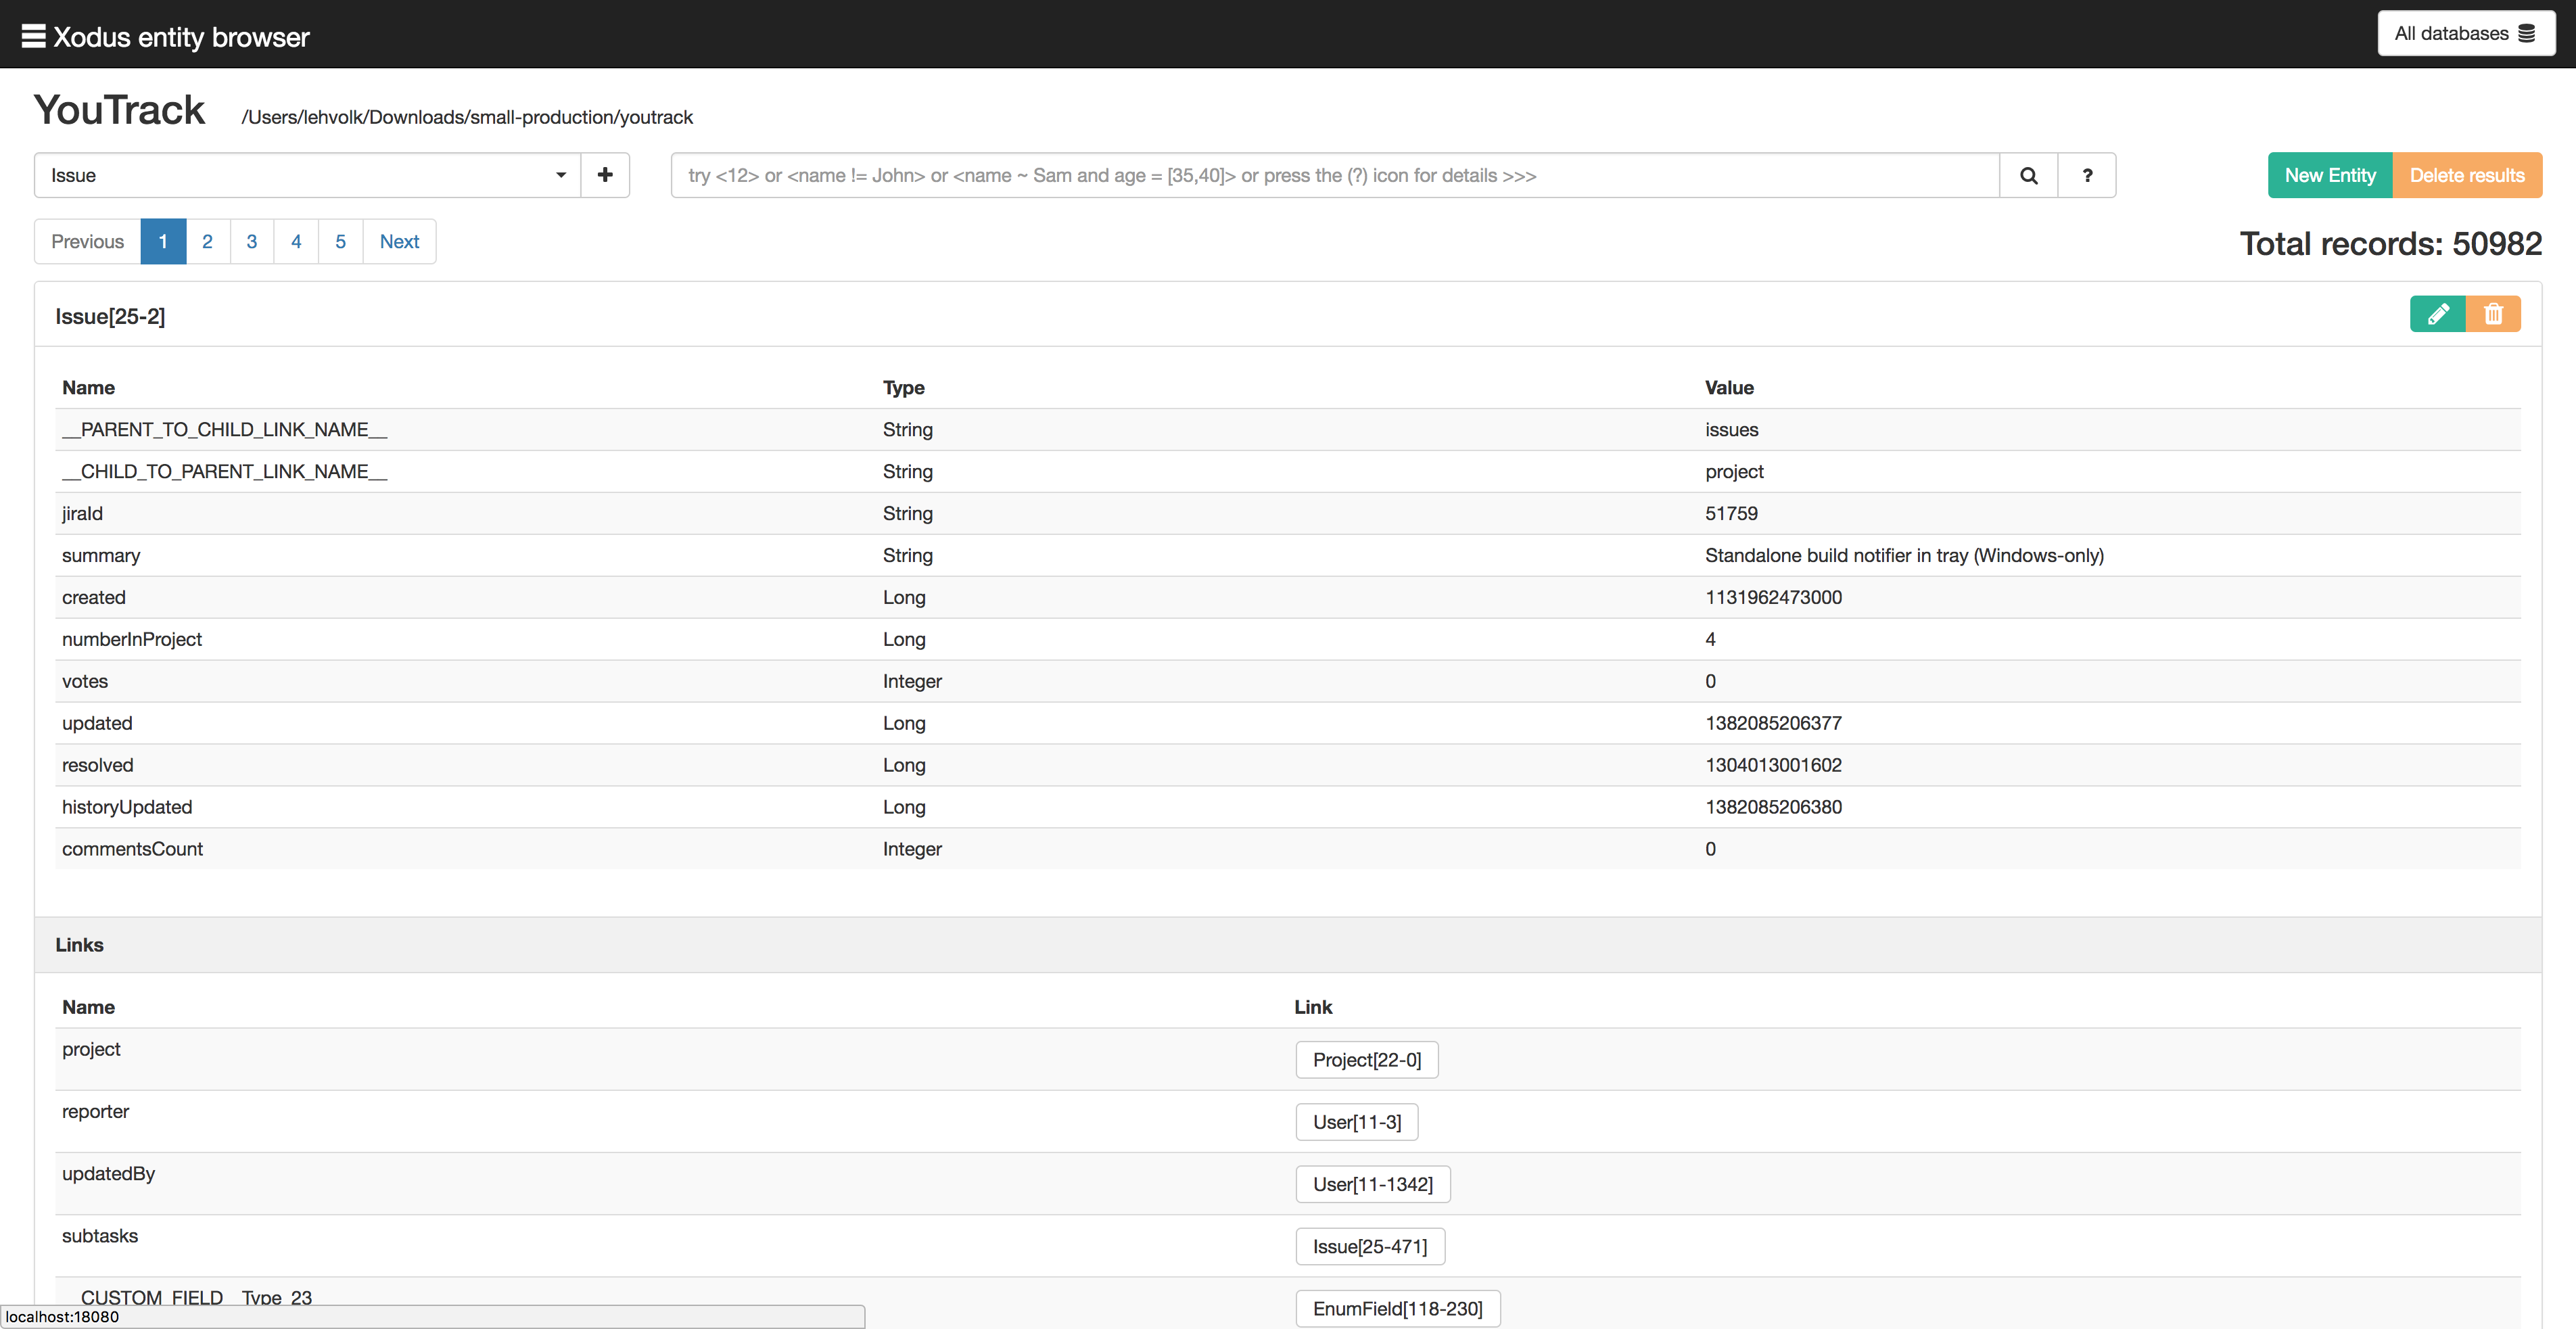 Xodus entity browser
All databases
YouTrack /Users/lehvolk/Downloads/small-production/youtrack
Issue
try <12> or <name != John> or <name ~ Sam and age = [35,40]> or press the (?) icon for details >>>
?
New Entity Delete results
Previous 1 2 3 4 5 Next
Total records: 50982
Issue[25-2]
Name Type Value
__PARENT_TO_CHILD_LINK_NAME__ String issues
__CHILD_TO_PARENT_LINK_NAME__ String project
jiraId String 51759
summary String Standalone build notifier in tray (Windows-only)
created Long 1131962473000
numberInProject Long 4
votes Integer 0
updated Long 1382085206377
resolved Long 1304013001602
historyUpdated Long 1382085206380
commentsCount Integer 0
Links
Name Link
project Project[22-0]
reporter User[11-3]
updatedBy User[11-1342]
subtasks Issue[25-471]
__CUSTOM_FIELD__Type_23 EnumField[118-230]
localhost:18080